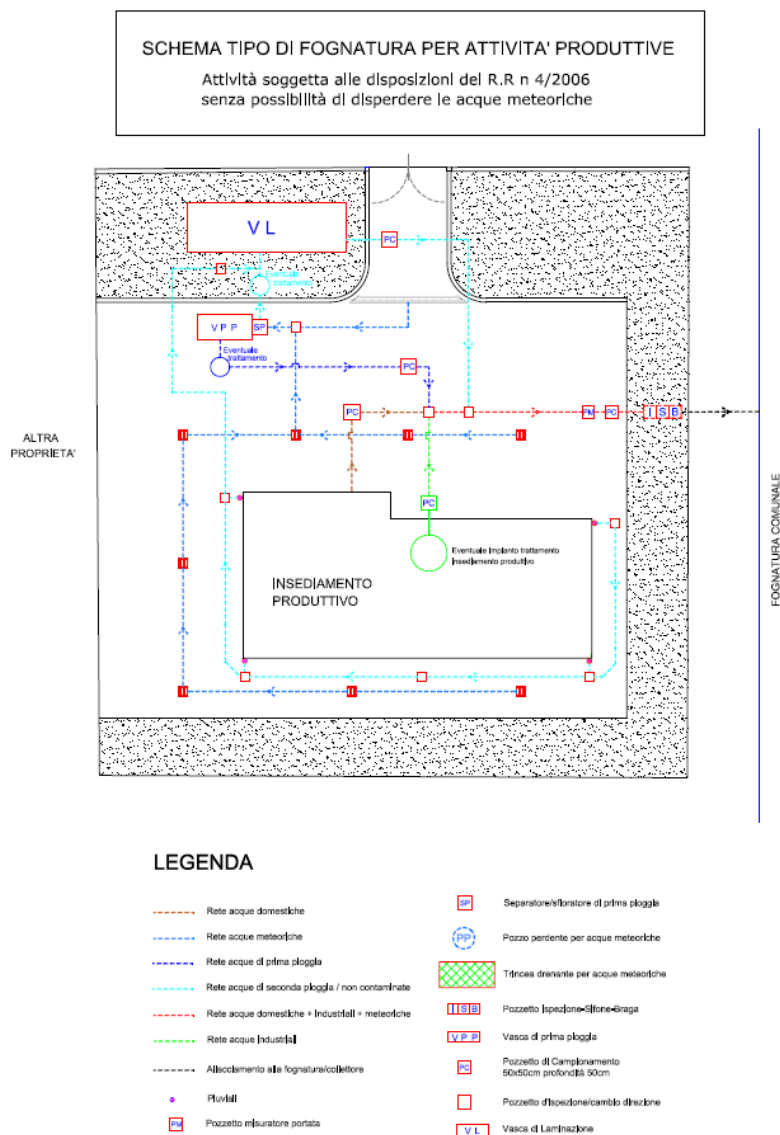 SCHEMA TIPO DI FOGNATURA PER ATTIVITA' PRODUTTIVE
Attività soggetta alle disposizioni del R.R n 4/2006
senza possibilità di disperdere le acque meteoriche
V L
PC
Eventuale
trattamento
V P P
SP
Eventuale
trattamento
PC
PC
PM
PC
I S B
ALTRA
PROPRIETA'
FOGNATURA COMUNALE
PC
Eventuale Impianto trattamento
Insediamento produttivo
INSEDIAMENTO
PRODUTTIVO
LEGENDA
Rete acque domestiche
Rete acque meteoriche
Rete acque di prima pioggia
Rete acque di seconda pioggia / non contaminate
Rete acque domestiche + Industriali + meteoriche
Rete acque Industriali
Allacciamento alla fognatura/collettore
Pluviali
PM
Pozzetto misuratore portata
SP
Separatore/sfioratore di prima pioggia
PP
Pozzo perdente per acque meteoriche
Trincea drenante per acque meteoriche
I S B
Pozzetto Ispezione-Sifone-Braga
V P P
Vasca di prima pioggia
PC
Pozzetto di Campionamento
50x50cm profondità 50cm
Pozzetto d'Ispezione/cambio direzione
V L
Vasca di Laminazione